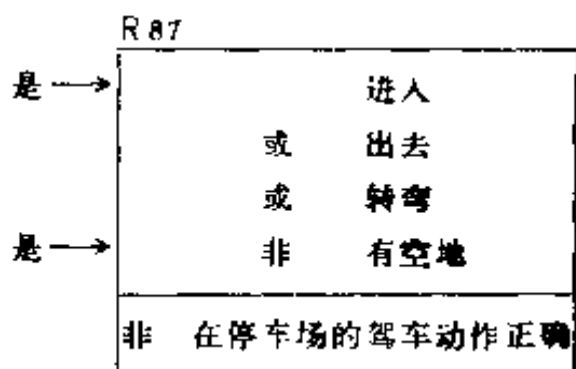 R87
是→ 进入
或 出去
或 转弯
是→ 非 有空地
非 在停车场的驾车动作正确